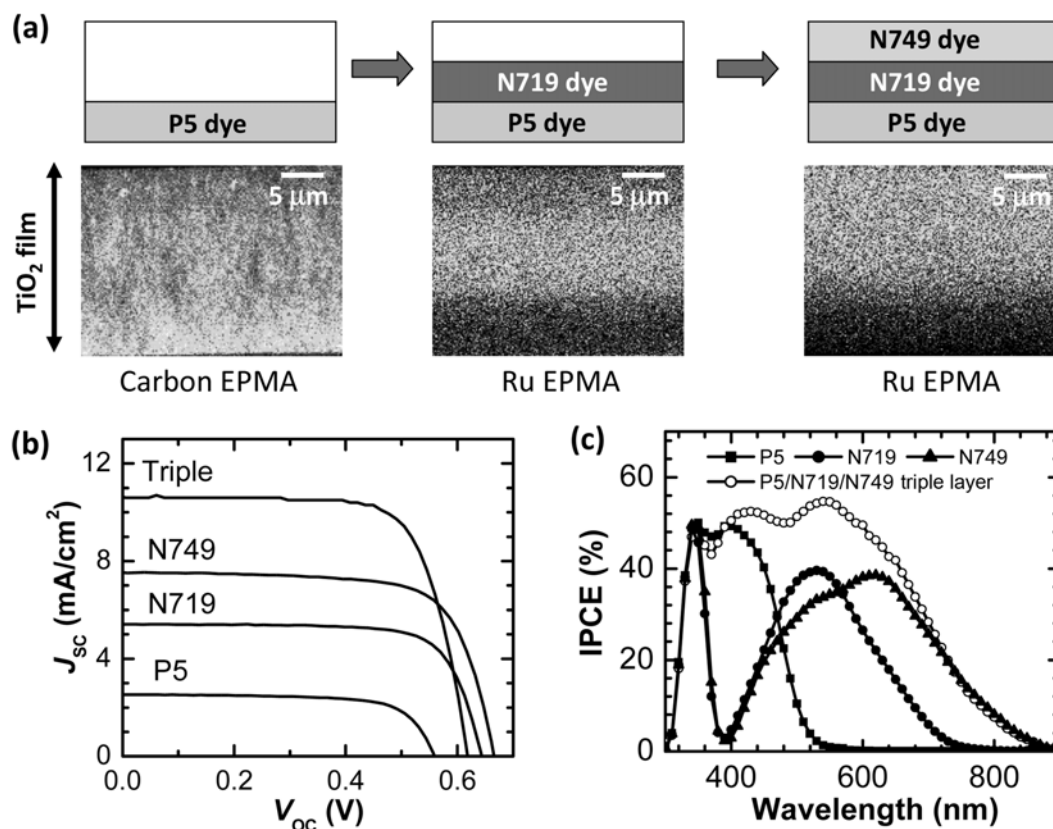 (a)
N749 dye
N719 dye
N719 dye
P5 dye
P5 dye
P5 dye
TiO₂ film
5 μm
5 μm
5 μm
Carbon EPMA
Ru EPMA
Ru EPMA
(b)
12
8
4
0
J_SC (mA/cm²)
Triple
N749
N719
P5
0.0
0.2
0.4
0.6
V_OC (V)
(c)
60
40
20
0
IPCE (%)
P5
N719
N749
P5/N719/N749 triple layer
400
600
800
Wavelength (nm)